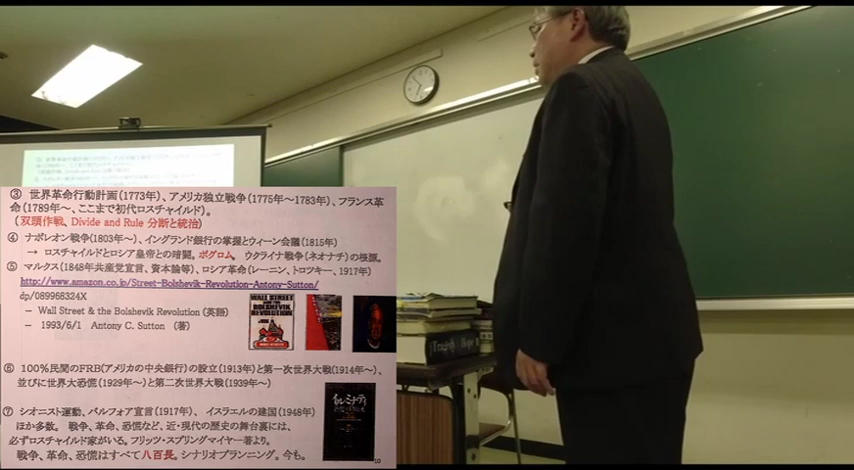 ③ 世界革命行動計画(1773年)、アメリカ独立戦争(1775年~1783年)、フランス革
命(1789年~、ここまで初代ロスチャイルド)。
(双頭作戦、Divide and Rule 分断と統治)
④ ナポレオン戦争(1803年~)、イングランド銀行の掌握とウィーン会議(1815年)
→ ロスチャイルドとロシア皇帝との暗闘。ポグロム。 ウクライナ戦争(ネオナチ)の根源。
⑤ マルクス(1848年共産党宣言、資本論等)、ロシア革命(レーニン、トロツキー、1917年)
http://www.amazon.co.jp/Street-Bolshevik-Revolution-Antony-Sutton/
dp/089968324X
– Wall Street & the Bolshevik Revolution (英語)
– 1993/6/1 Antony C. Sutton (著)
WALL STREET
AND THE
BOLSHEVIK
REVOLUTION
⑥ 100%民間のFRB(アメリカの中央銀行)の設立(1913年)と第一次世界大戦(1914年~)、
並びに世界大恐慌(1929年~)と第二次世界大戦(1939年~)
⑦ シオニスト運動、バルフォア宣言(1917年)、 イスラエルの建国(1948年)
ほか多数。 戦争、革命、恐慌など、近・現代の歴史の舞台裏には、
必ずロスチャイルド家がいる。フリッツ・スプリングマイヤー著より。
戦争、革命、恐慌はすべて八百長。シナリオプランニング。今も。
イルミナティ
10